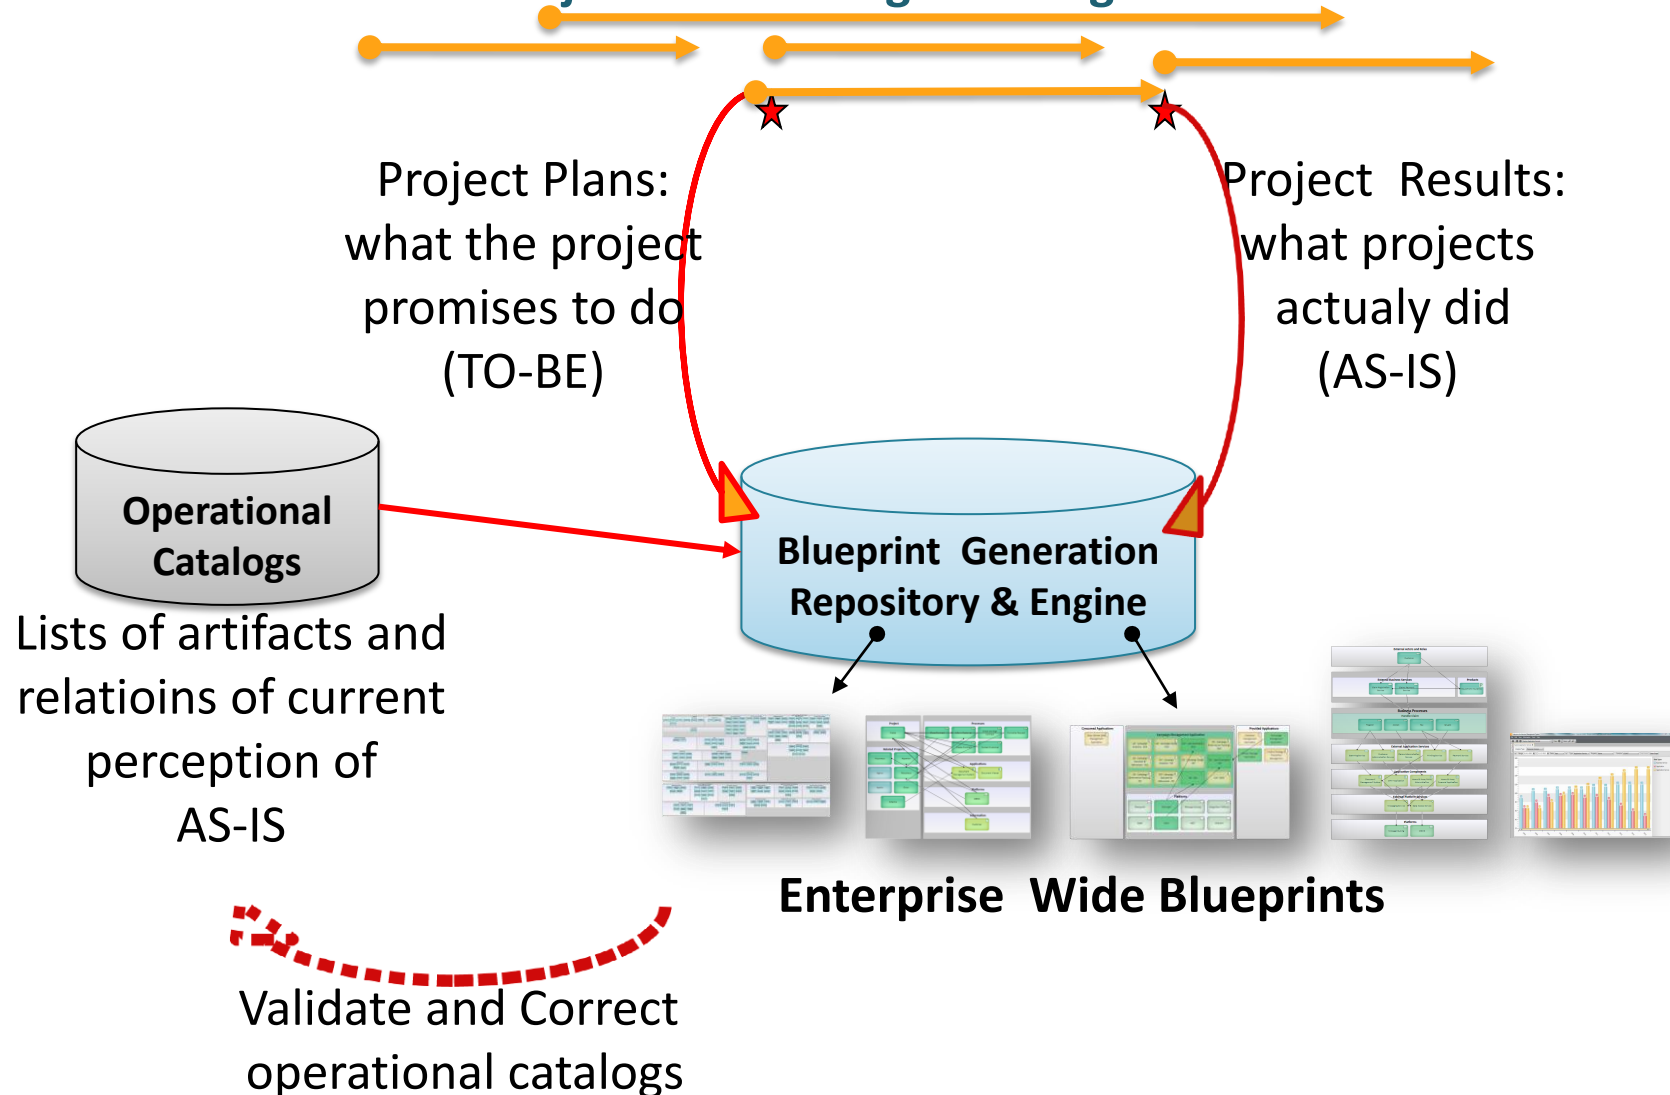 Project Plans:
what the project
promises to do
(TO-BE)
Project Results:
what projects
actualy did
(AS-IS)
Operational
Catalogs
Blueprint Generation
Repository & Engine
Lists of artifacts and
relatioins of current
perception of
AS-IS
Enterprise Wide Blueprints
Validate and Correct
operational catalogs